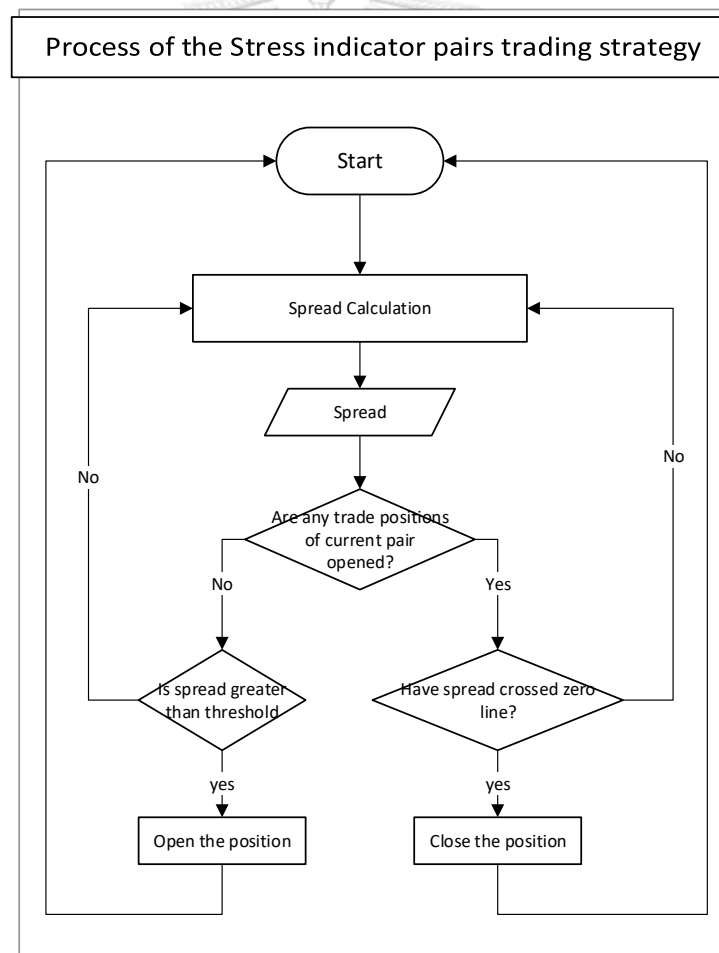 Process of the Stress indicator pairs trading strategy
Start
Spread Calculation
Spread
No
No
Are any trade positions
of current pair
opened?
No
Yes
Is spread greater
than threshold
Have spread crossed zero
line?
yes
yes
Open the position
Close the position